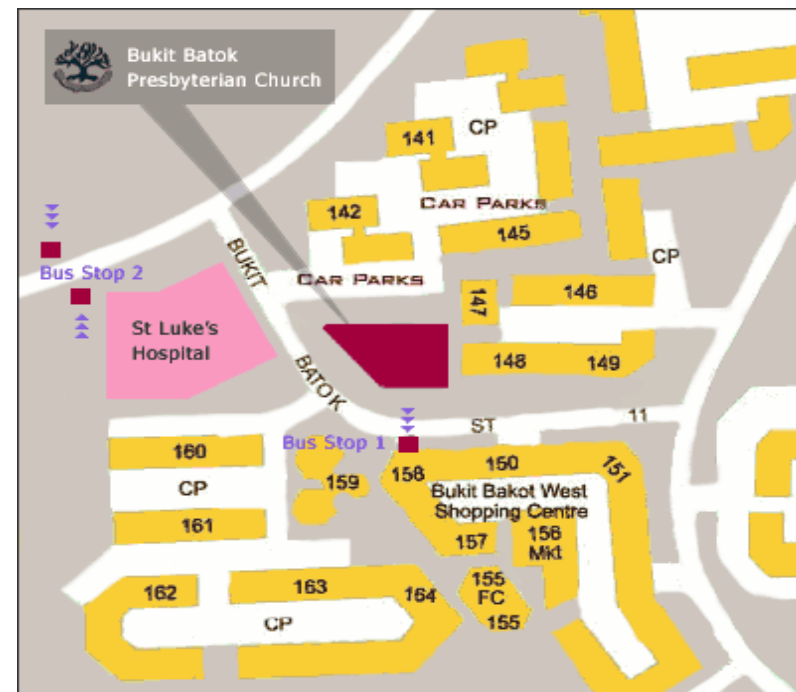 Bukit Batok
Presbyterian Church
141
CP
142
CAR PARKS
145
BUKIT
CP
Bus Stop 2
CAR PARKS
146
147
St Luke's
Hospital
148
149
BATOK
11
ST
Bus Stop 1
160
158
150
151
CP
159
Bukit Bakot West
Shopping Centre
161
157
156
Mkt
162
163
164
155
FC
155
CP